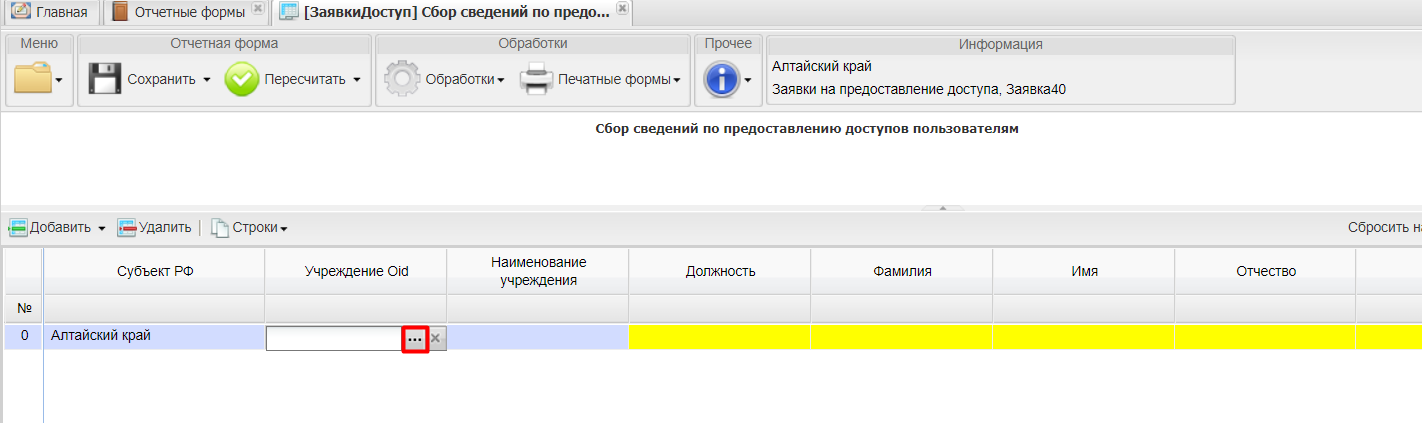 Главная
Отчетные формы
[ЗаявкиДоступ] Сбор сведений по предо...
Меню
Отчетная форма
Обработки
Прочее
Информация
Сохранить
Пересчитать
Обработки
Печатные формы
Алтайский край
Заявки на предоставление доступа, Заявка40
Сбор сведений по предоставлению доступов пользователям
Добавить
Удалить
Строки
Сбросить на
Субъект РФ
Учреждение Oid
Наименование
учреждения
Должность
Фамилия
Имя
Отчество
№
0
Алтайский край
...